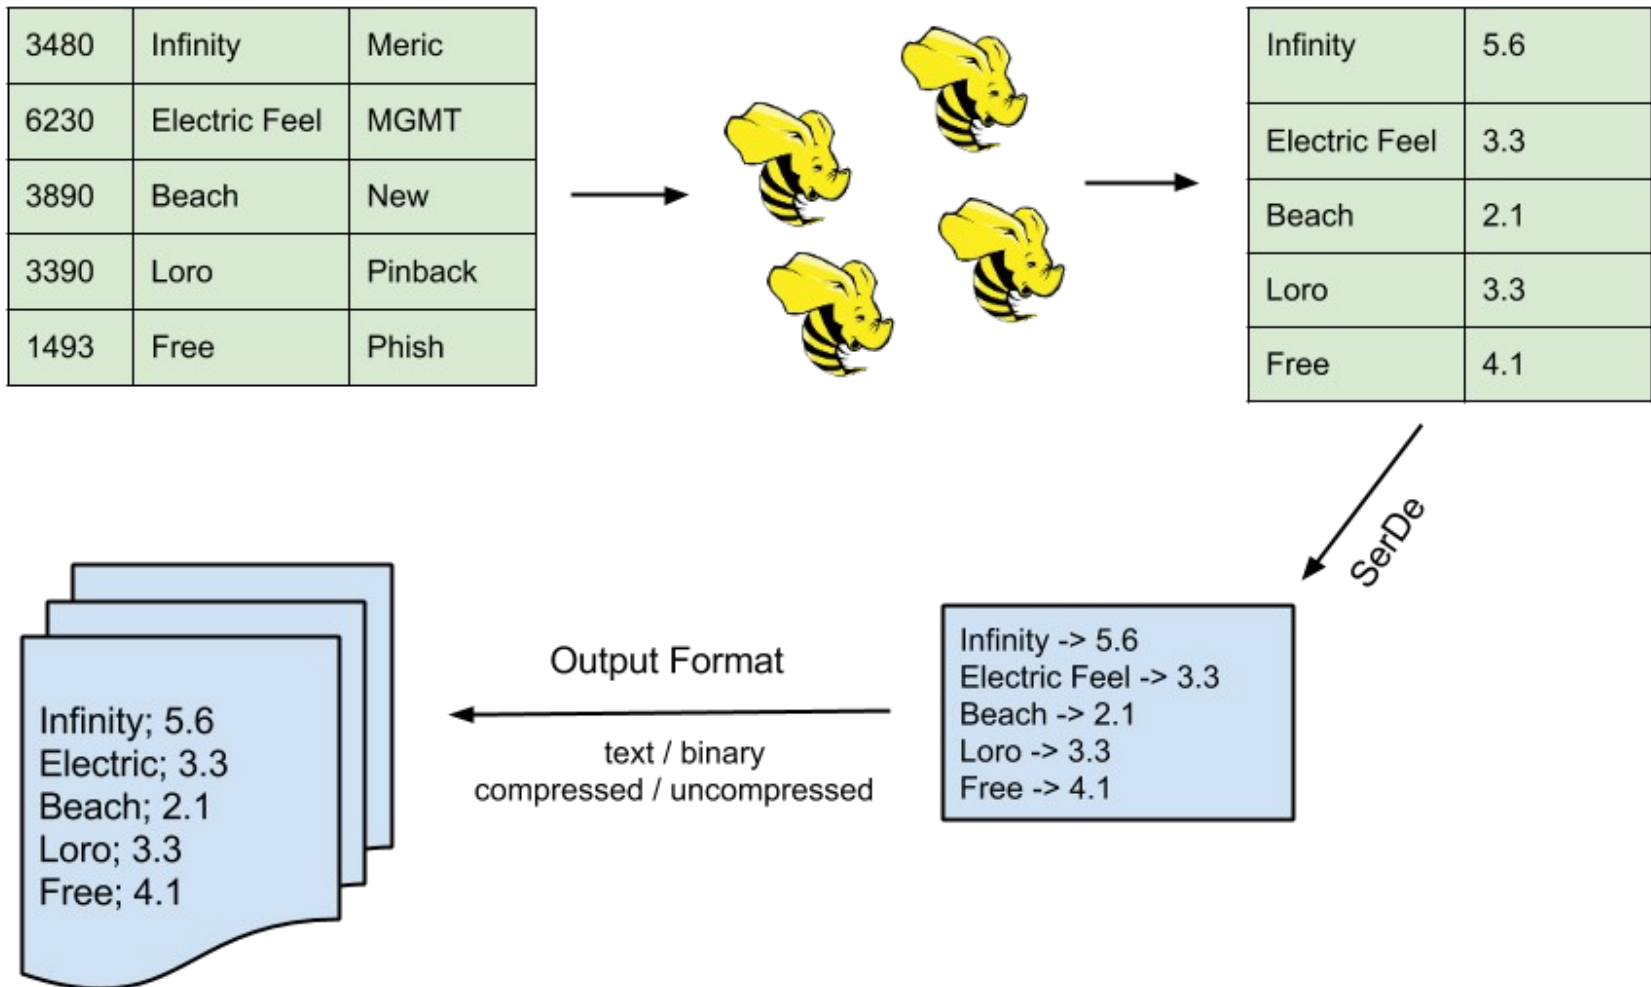 3480 Infinity Meric
6230 Electric Feel MGMT
3890 Beach New
3390 Loro Pinback
1493 Free Phish
Infinity 5.6
Electric Feel 3.3
Beach 2.1
Loro 3.3
Free 4.1
SerDe
Infinity -> 5.6
Electric Feel -> 3.3
Beach -> 2.1
Loro -> 3.3
Free -> 4.1
Output Format
text / binary
compressed / uncompressed
Infinity; 5.6
Electric; 3.3
Beach; 2.1
Loro; 3.3
Free; 4.1